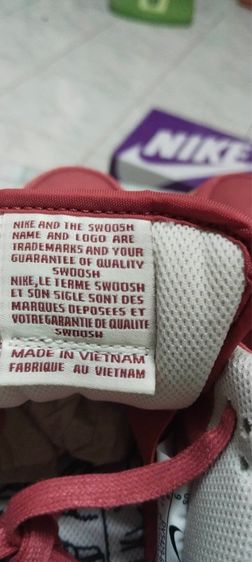 NIKE
NIKE AND THE SWOOSH
NAME AND LOGO ARE
TRADEMARKS AND YOUR
GUARANTEE OF QUALITY
SWOOSH
NIKE,LE TERME SWOOSH
ET SON SIGLE SONT DES
MARQUES DEPOSEES ET
VOTRE GARANTIE DE QUALITE
SWOOSH
MADE IN VIETNAM
FABRIQUE AU VIETNAM